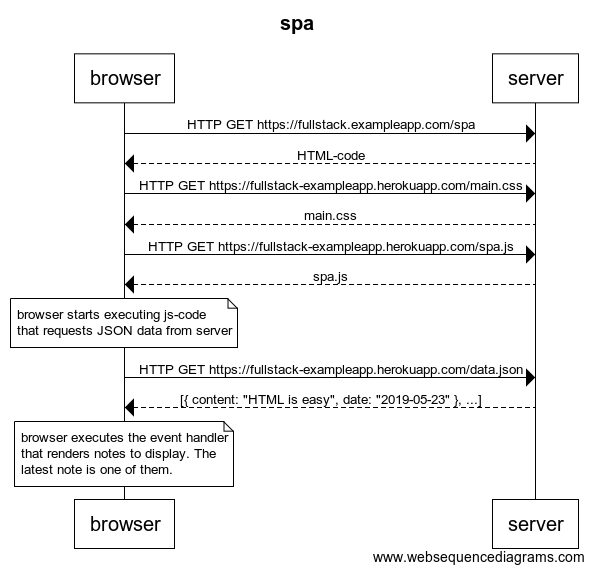 spa
browser
server
HTTP GET https://fullstack.exampleapp.com/spa
HTML-code
HTTP GET https://fullstack-exampleapp.herokuapp.com/main.css
main.css
HTTP GET https://fullstack-exampleapp.herokuapp.com/spa.js
spa.js
browser starts executing js-code
that requests JSON data from server
HTTP GET https://fullstack-exampleapp.herokuapp.com/data.json
[{ content: "HTML is easy", date: "2019-05-23" }, ...]
browser executes the event handler
that renders notes to display. The
latest note is one of them.
browser
server
www.websequencediagrams.com